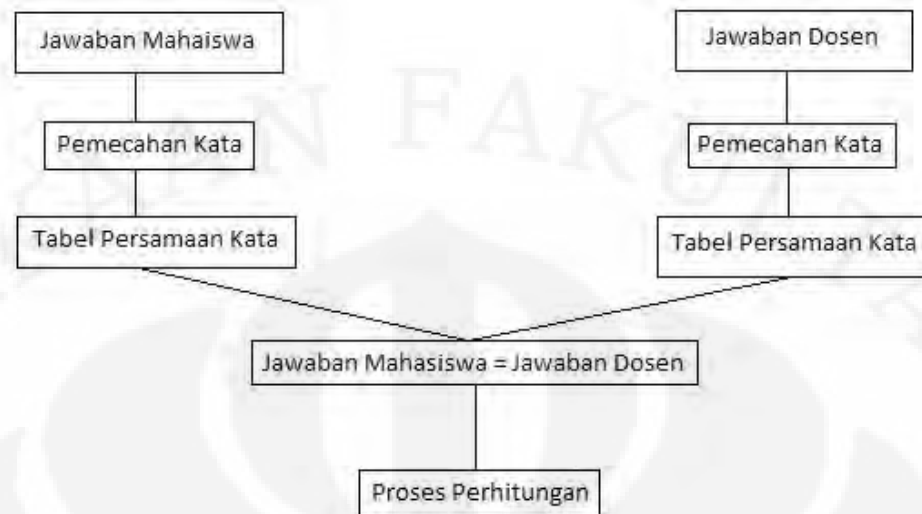 Jawaban Mahaiswa
Jawaban Dosen
Pemecahan Kata
Pemecahan Kata
Tabel Persamaan Kata
Tabel Persamaan Kata
Jawaban Mahasiswa = Jawaban Dosen
Proses Perhitungan